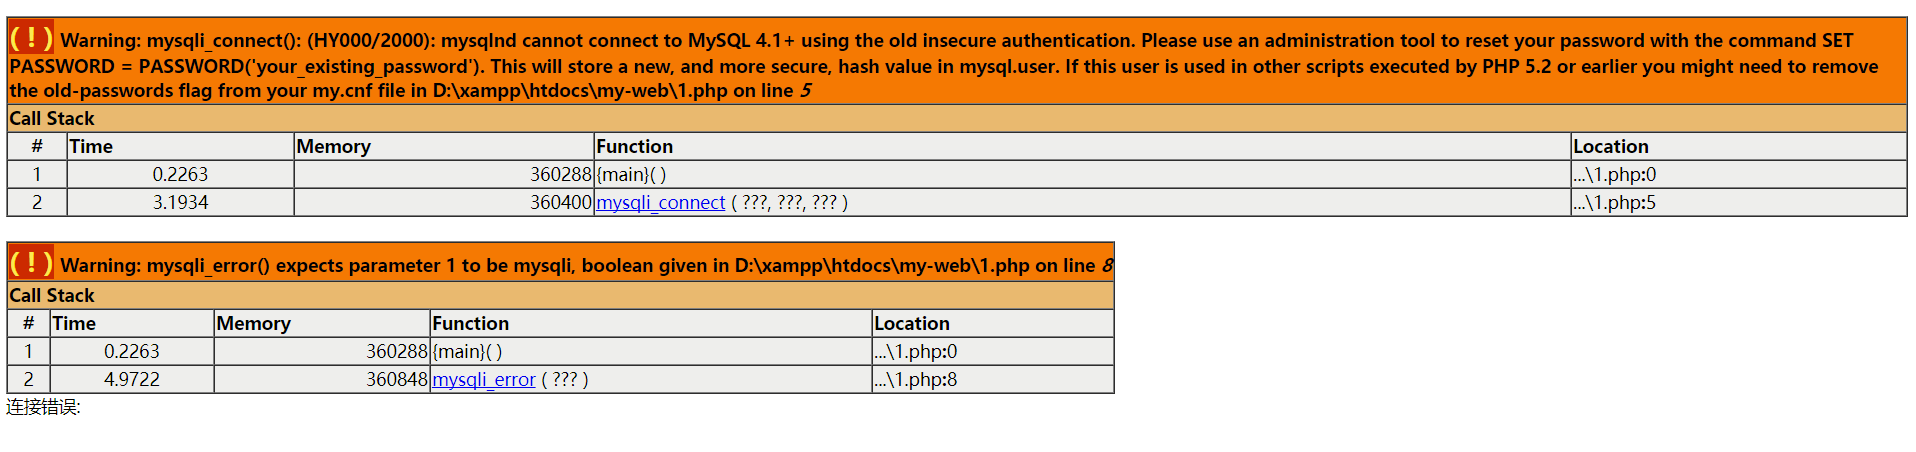 ( ! ) Warning: mysqli_connect(): (HY000/2000): mysqlnd cannot connect to MySQL 4.1+ using the old insecure authentication. Please use an administration tool to reset your password with the command SET
PASSWORD = PASSWORD('your_existing_password'). This will store a new, and more secure, hash value in mysql.user. If this user is used in other scripts executed by PHP 5.2 or earlier you might need to remove
the old-passwords flag from your my.cnf file in D:\xampp\htdocs\my-web\1.php on line 5
Call Stack
# Time Memory Function Location
1 0.2263 360288 {main}( ) ...\1.php:0
2 3.1934 360400 mysqli_connect ( ???, ???, ??? ) ...\1.php:5
( ! ) Warning: mysqli_error() expects parameter 1 to be mysqli, boolean given in D:\xampp\htdocs\my-web\1.php on line 8
Call Stack
# Time Memory Function Location
1 0.2263 360288 {main}( ) ...\1.php:0
2 4.9722 360848 mysqli_error ( ??? ) ...\1.php:8
连接错误: